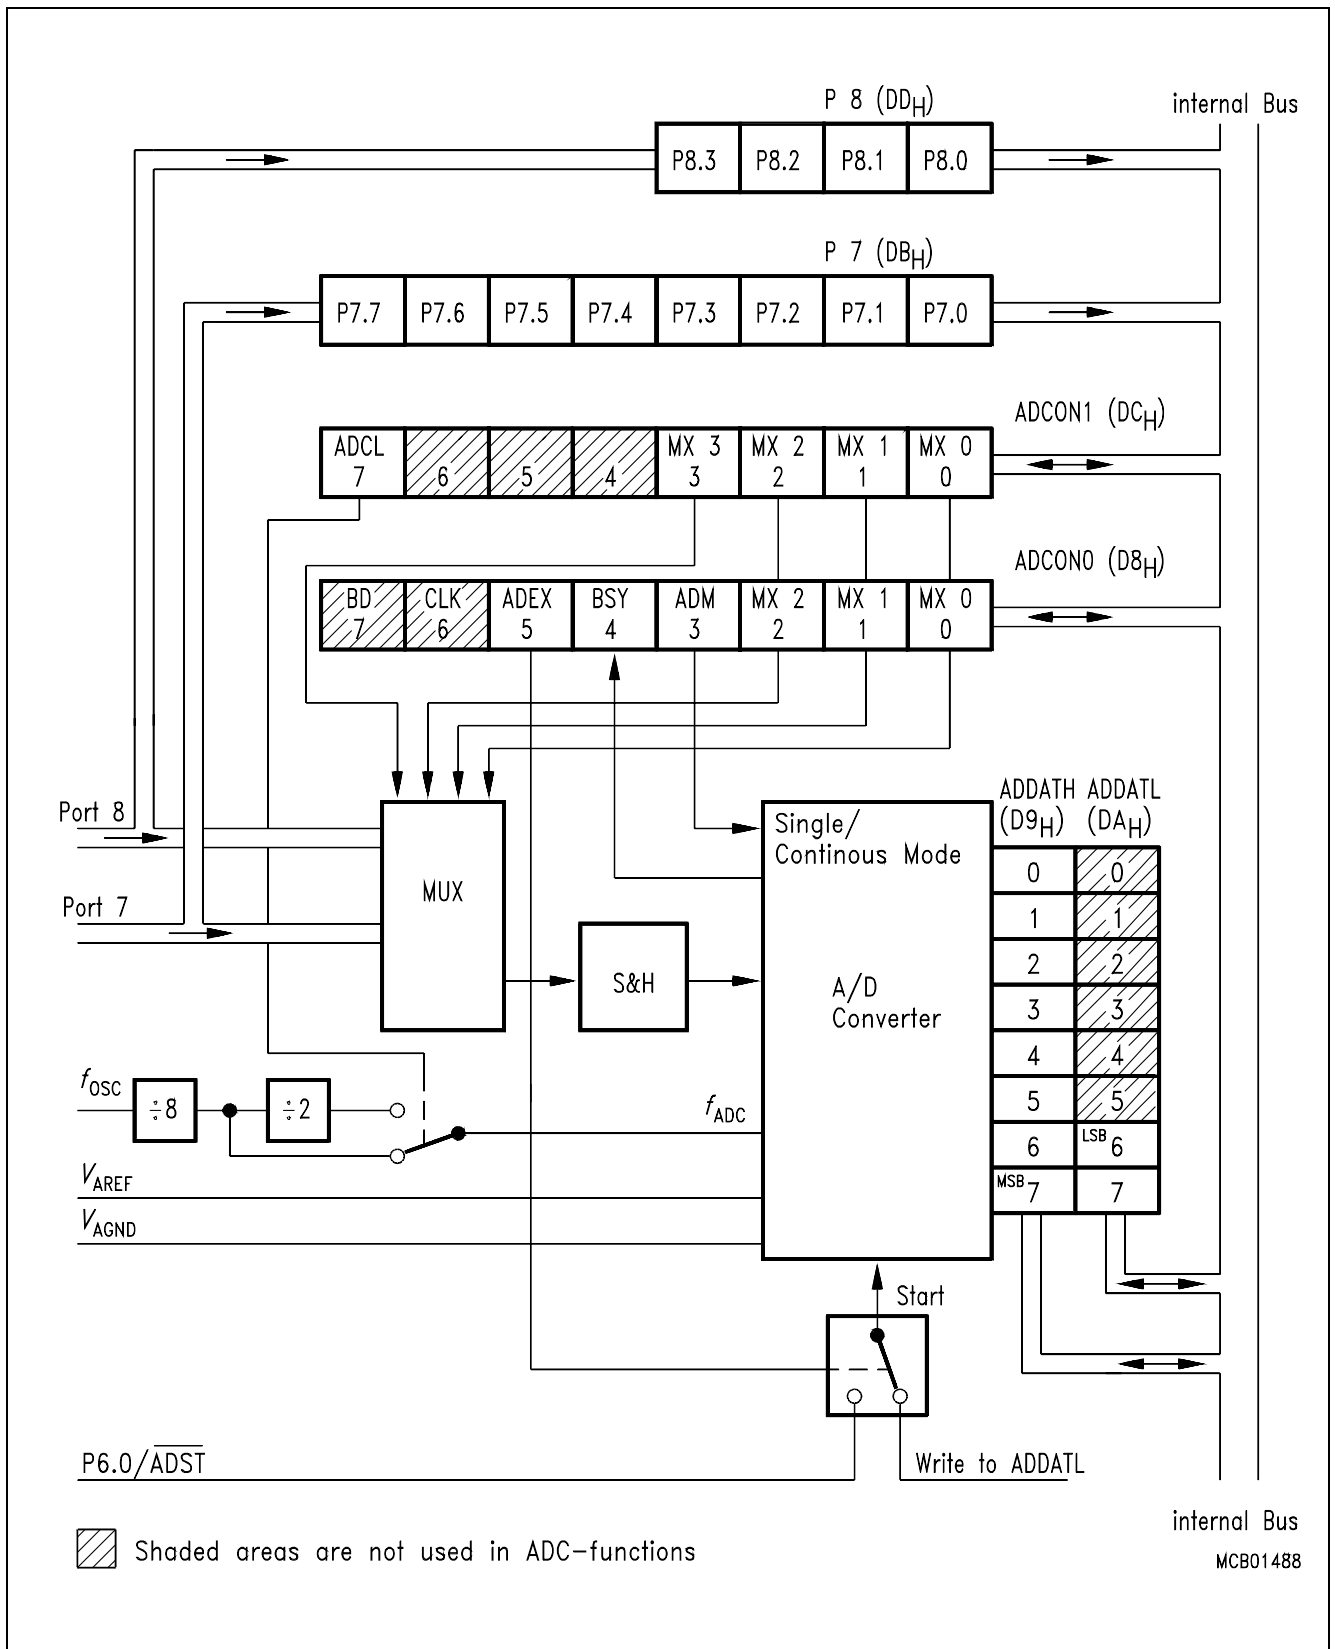 P 8 (DDH)
internal Bus
P8.3 P8.2 P8.1 P8.0
P 7 (DBH)
P7.7 P7.6 P7.5 P7.4 P7.3 P7.2 P7.1 P7.0
ADCON1 (DCH)
ADCL MX 3 MX 2 MX 1 MX 0
7 6 5 4 3 2 1 0
ADCON0 (D8H)
BD CLK ADEX BSY ADM MX 2 MX 1 MX 0
7 6 5 4 3 2 1 0
ADDATH ADDATL
(D9H) (DAH)
Port 8
Single/
Continous Mode
0 0
MUX
Port 7
1 1
2 2
S&H
A/D
Converter
3 3
4 4
fOSC
÷8 ÷2
fADC
5 5
6 LSB 6
VAREF
MSB 7 7
VAGND
Start
P6.0/ADST
Write to ADDATL
internal Bus
Shaded areas are not used in ADC-functions
MCB01488